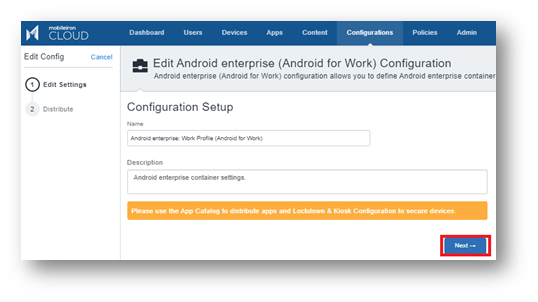 mobileiron
CLOUD
Dashboard Users Devices Apps Content Configurations Policies Admin
Edit Config Cancel
1 Edit Settings
2 Distribute
Edit Android enterprise (Android for Work) Configuration
Android enterprise (Android for Work) configuration allows you to define Android enterprise container
Configuration Setup
Name
Android enterprise: Work Profile (Android for Work)
Description
Android enterprise container settings.
Please use the App Catalog to distribute apps and Lockdown & Kiosk Configuration to secure devices.
Next →